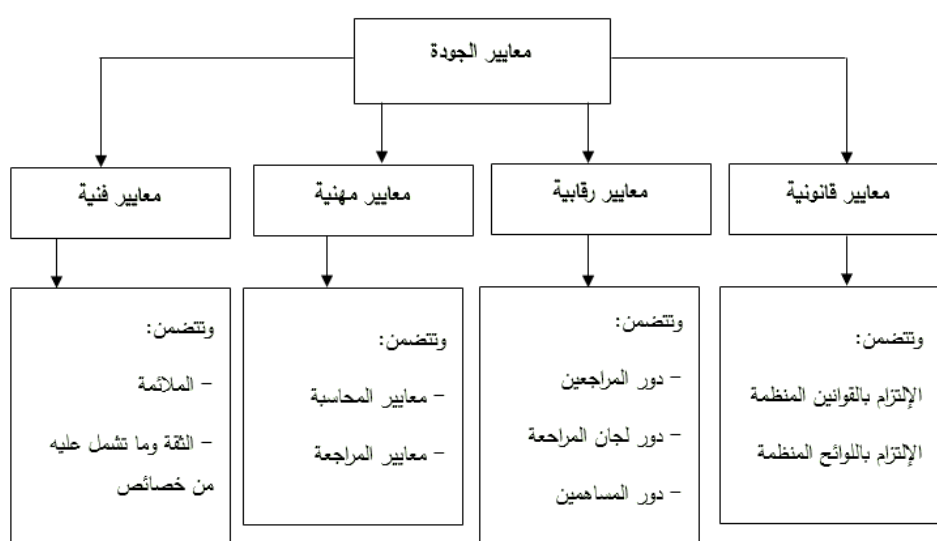 معايير الجودة
معايير قانونية
معايير رقابية
معايير مهنية
معايير فنية
وتتضمن:
الإلتزام بالقوانين المنظمة
الإلتزام باللوائح المنظمة
وتتضمن:
- دور المراجعين
- دور لجان المراحعة
- دور المساهمين
وتتضمن:
- معايير المحاسبة
- معايير المراجعة
وتتضمن:
- الملائمة
- الثقة وما تشمل عليه
من خصائص